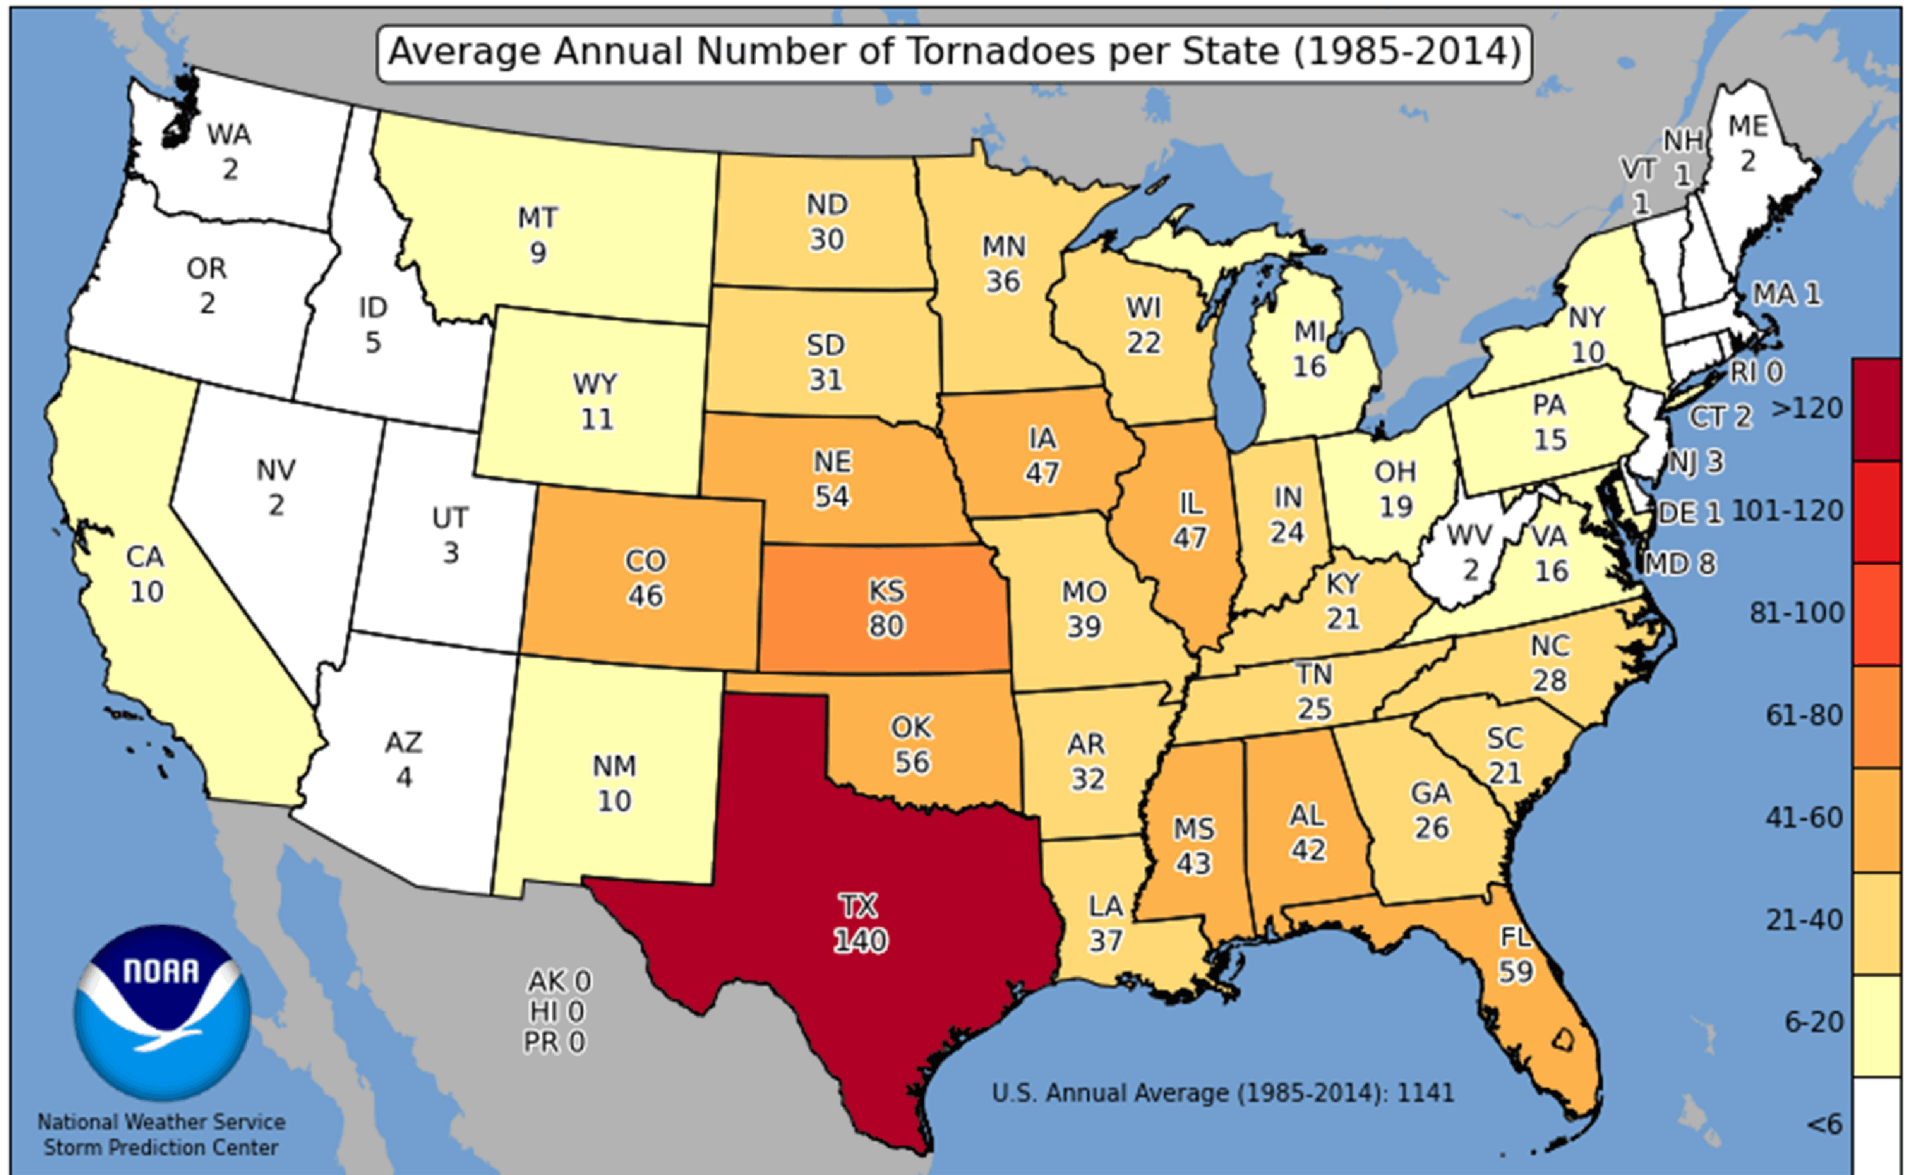 Average Annual Number of Tornadoes per State (1985-2014)
WA
2
OR
2
ID
5
MT
9
WY
11
ND
30
SD
31
MN
36
WI
22
MI
16
NE
54
IA
47
IL
47
IN
24
OH
19
PA
15
NY
10
VT
1
NH
1
ME
2
MA 1
RI 0
CT 2
NJ 3
DE 1
MD 8
CA
10
NV
2
UT
3
CO
46
KS
80
MO
39
KY
21
WV
2
VA
16
AZ
4
NM
10
OK
56
AR
32
TN
25
NC
28
SC
21
TX
140
LA
37
MS
43
AL
42
GA
26
FL
59
AK 0
HI 0
PR 0
>120
101-120
81-100
61-80
41-60
21-40
6-20
<6
U.S. Annual Average (1985-2014): 1141
NOAA
National Weather Service
Storm Prediction Center